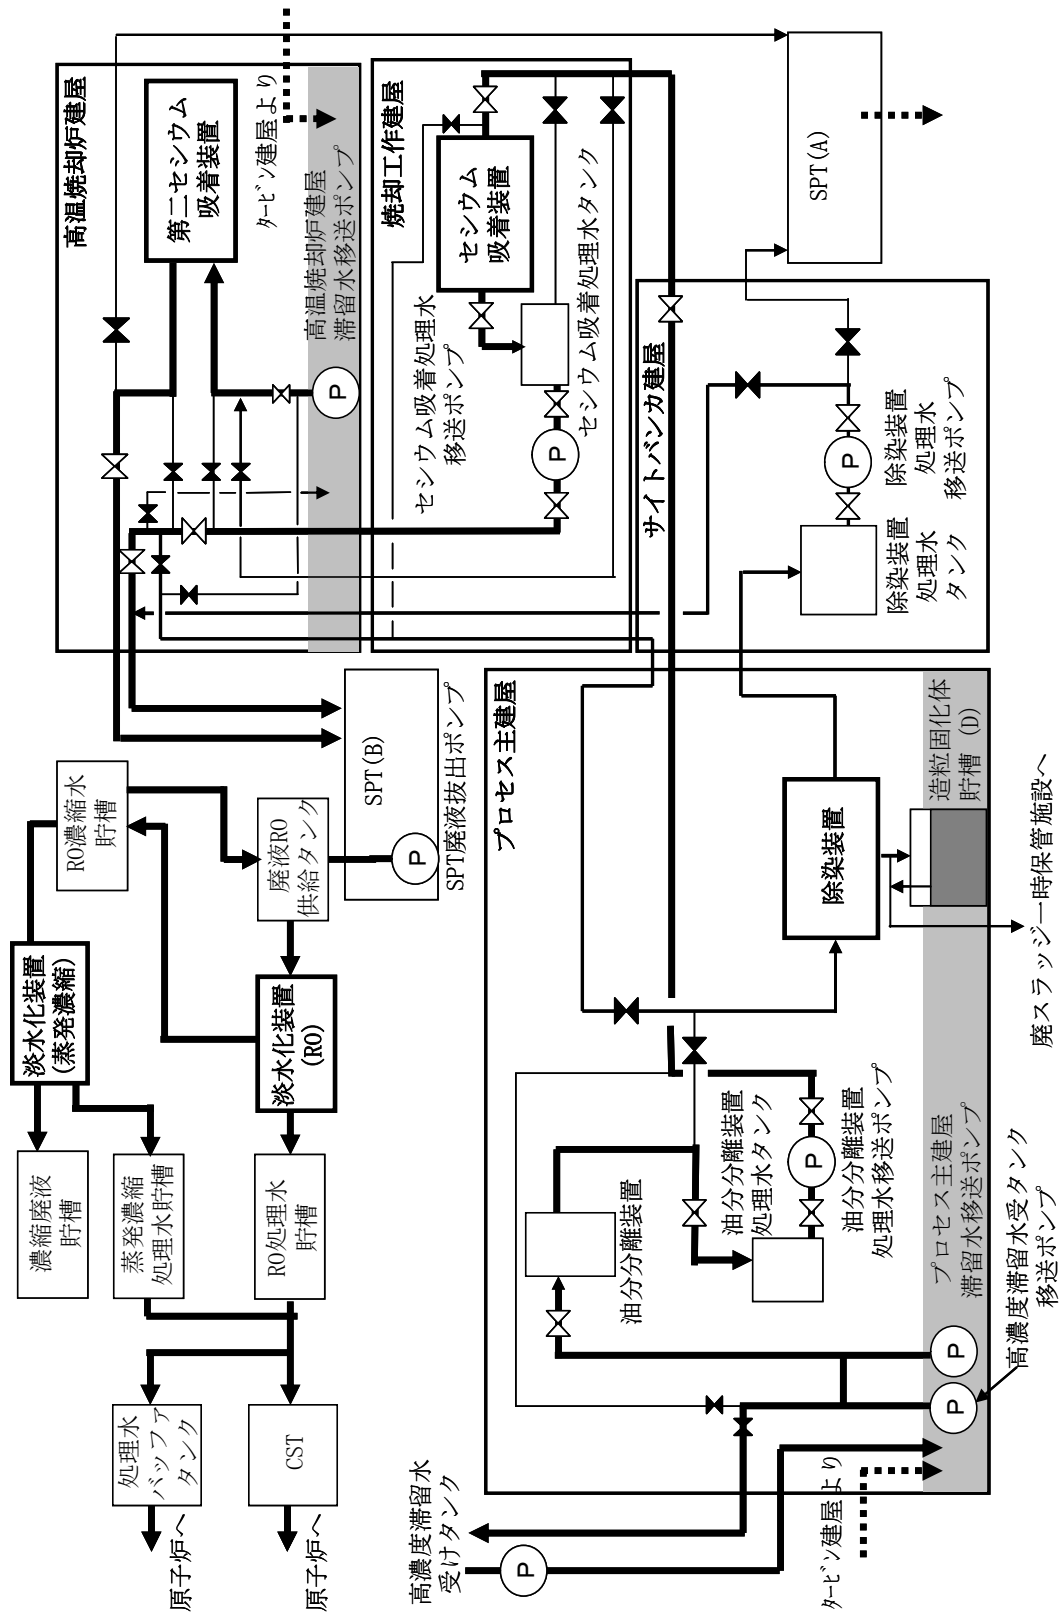 高濃度滞留水
受けタンク
P
タービン建屋より
原子炉へ
原子炉へ
処理水
バッファ
タンク
CST
濃縮廃液
貯槽
蒸発濃縮
処理水貯槽
RO処理水
貯槽
淡水化装置
(蒸発濃縮)
淡水化装置
(RO)
RO濃縮水
貯槽
廃液RO
供給タンク
SPT(B)
P
SPT廃液抜出ポンプ
プロセス主建屋
油分分離装置
油分分離装置
処理水タンク
P
油分分離装置
処理水移送ポンプ
プロセス主建屋
滞留水移送ポンプ
P
P
高濃度滞留水受タンク
移送ポンプ
除染装置
造粒固化体
貯槽 (D)
廃スラッジ一時保管施設へ
高温焼却炉建屋
第二セシウム
吸着装置
タービン建屋より
高温焼却炉建屋
滞留水移送ポンプ
P
焼却工作建屋
セシウム
吸着装置
セシウム吸着処理水
移送ポンプ
P
セシウム吸着処理水タンク
サイトバンカ建屋
除染装置
処理水
タンク
P
除染装置
処理水
移送ポンプ
SPT(A)